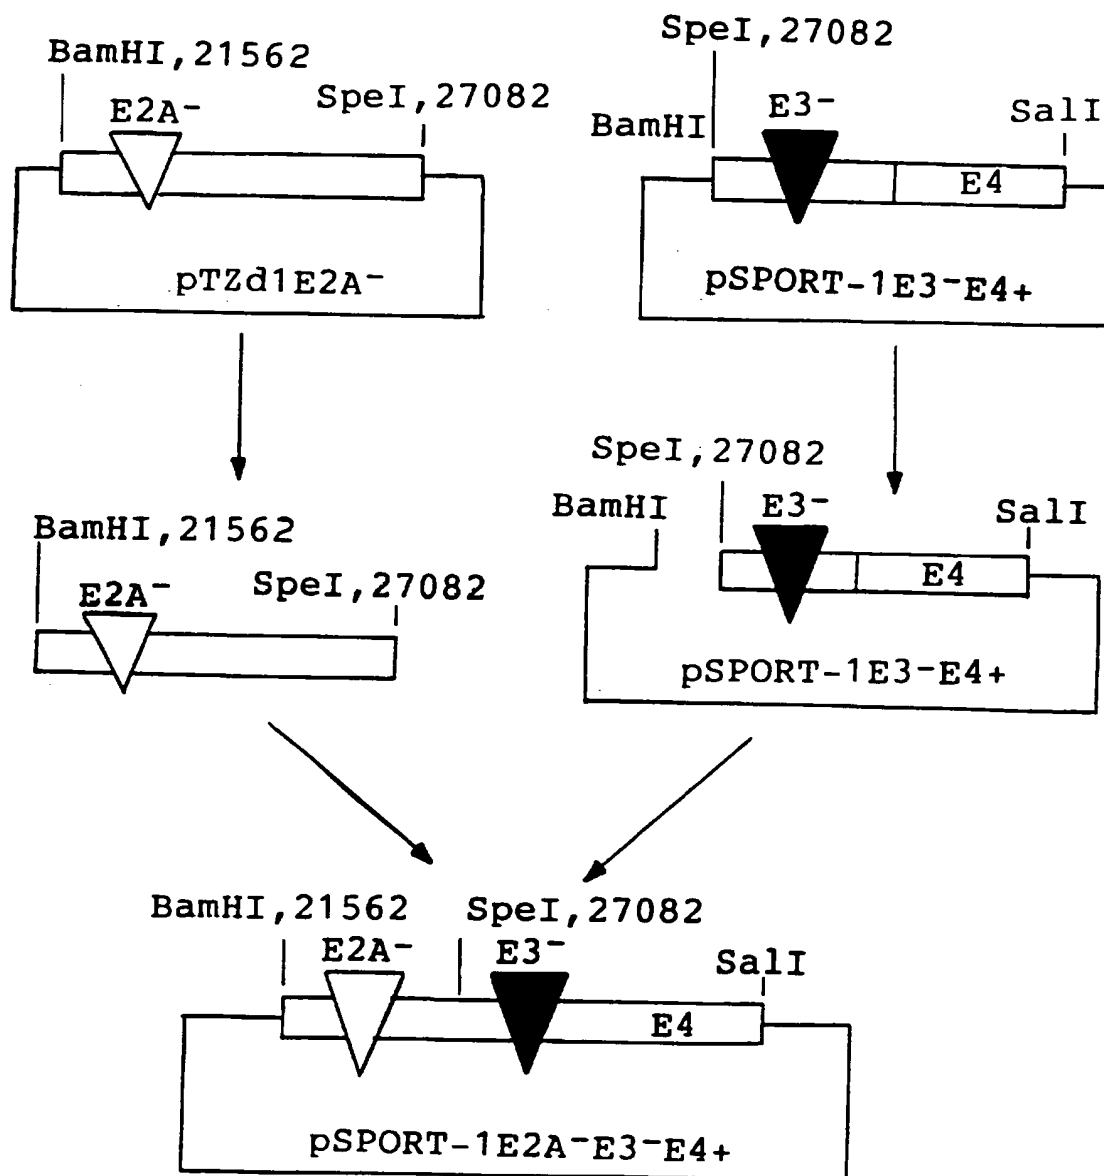 BamHI,21562
E2A-
SpeI,27082
pTZd1E2A-
SpeI,27082
BamHI
E3-
SalI
E4
pSPORT-1E3-E4+
BamHI,21562
E2A-
SpeI,27082
SpeI,27082
BamHI
E3-
SalI
E4
pSPORT-1E3-E4+
BamHI,21562
SpeI,27082
E2A-
E3-
SalI
E4
pSPORT-1E2A-E3-E4+